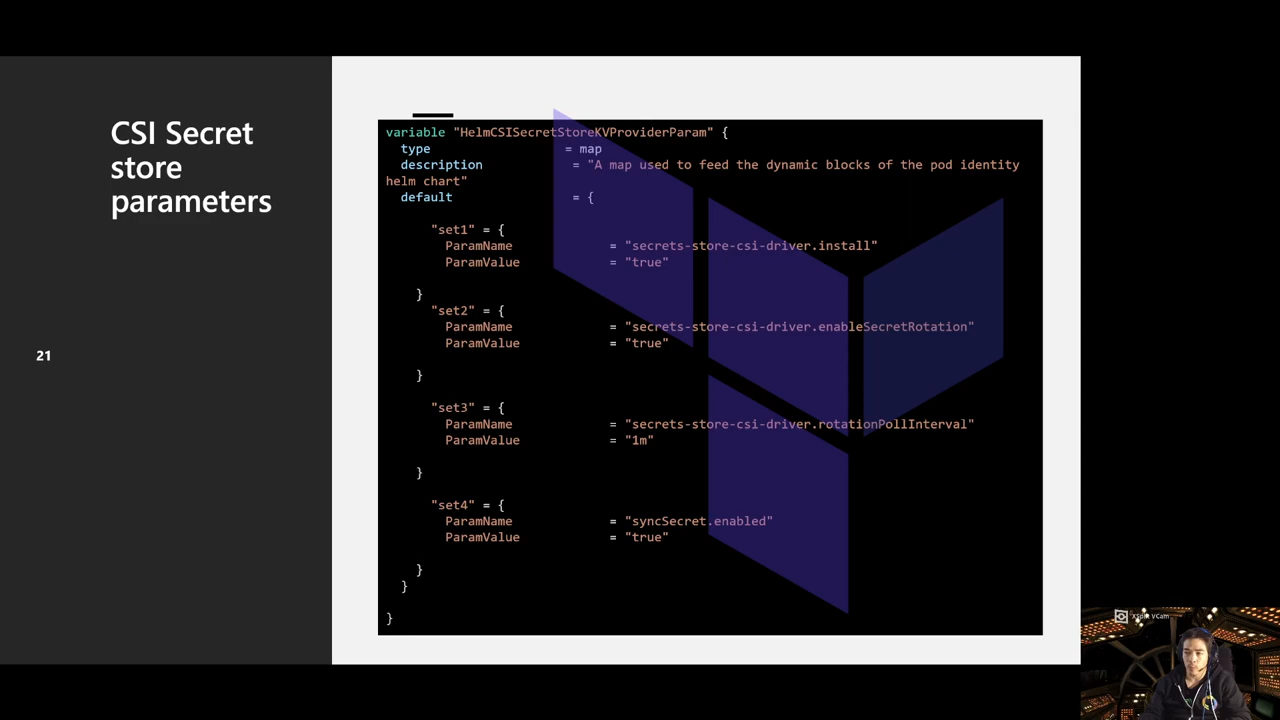 CSI Secret
store
parameters
21
variable "HelmCSISecretStoreKVProviderParam" {
type = map
description = "A map used to feed the dynamic blocks of the pod identity
helm chart"
default = {
"set1" = {
ParamName = "secrets-store-csi-driver.install"
ParamValue = "true"
}
"set2" = {
ParamName = "secrets-store-csi-driver.enableSecretRotation"
ParamValue = "true"
}
"set3" = {
ParamName = "secrets-store-csi-driver.rotationPollInterval"
ParamValue = "1m"
}
"set4" = {
ParamName = "syncSecret.enabled"
ParamValue = "true"
}
}
}
XSplit VCam